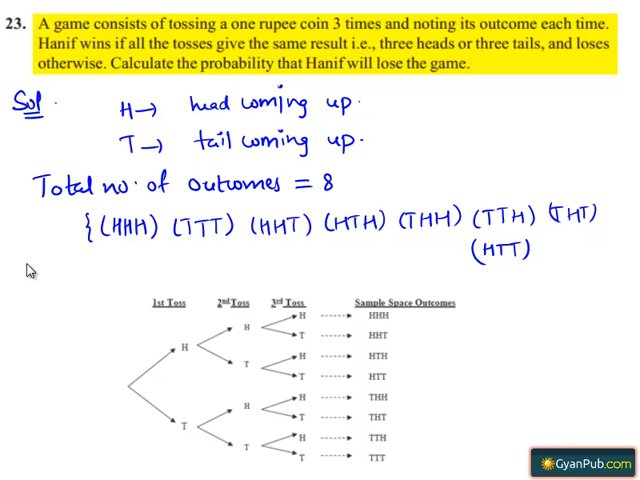 23. A game consists of tossing a one rupee coin 3 times and noting its outcome each time.
Hanif wins if all the tosses give the same result i.e., three heads or three tails, and loses
otherwise. Calculate the probability that Hanif will lose the game.
Sol.
H → head coming up.
T → tail coming up.
Total no. of outcomes = 8
{(HHH) (TTT) (HHT) (HTH) (THH) (TTH) (THT)
(HTT)
1st Toss 2nd Toss 3rd Toss Sample Space Outcomes
H HHH
H
T HHT
H
H HTH
T
T HTT
H THH
H
T THT
T
H TTH
T
T TTT
GyanPub.com